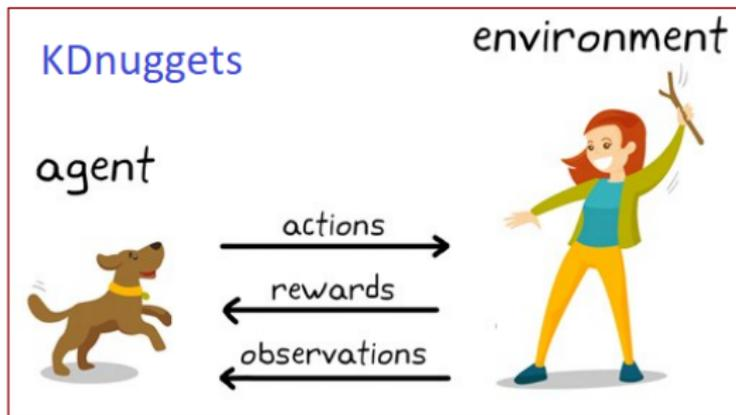 KDnuggets
environment
agent
actions
rewards
observations